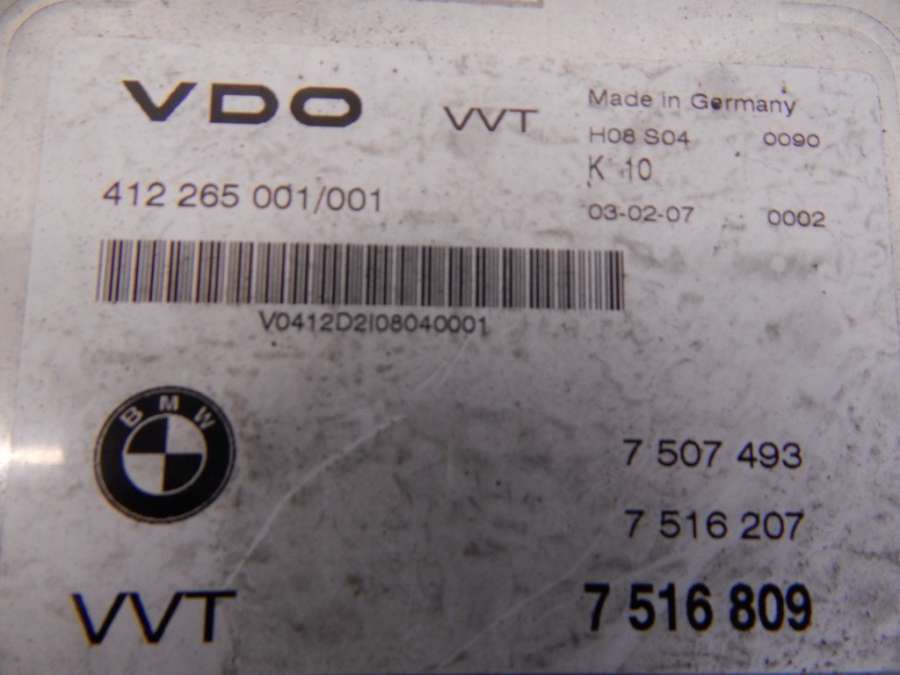 VDO VVT Made in Germany
H08 S04 0090
K 10
412 265 001/001
03-02-07 0002
V0412D2I08040001
BMW
7 507 493
7 516 207
VVT 7 516 809